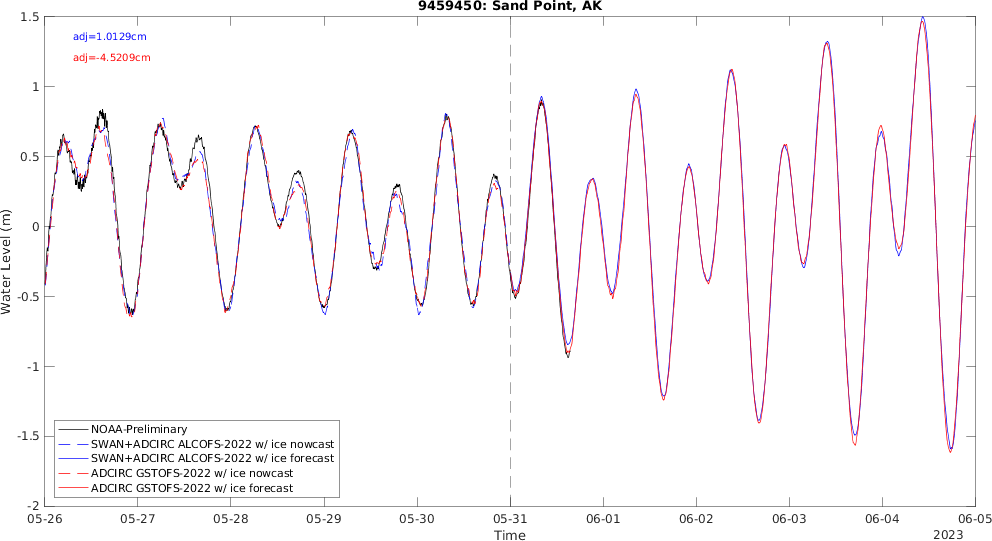 9459450: Sand Point, AK
adj=1.0129cm
adj=-4.5209cm
1.5
1
0.5
0
-0.5
-1
-1.5
-2
Water Level (m)
NOAA-Preliminary
SWAN+ADCIRC ALCOFS-2022 w/ ice nowcast
SWAN+ADCIRC ALCOFS-2022 w/ ice forecast
ADCIRC GSTOFS-2022 w/ ice nowcast
ADCIRC GSTOFS-2022 w/ ice forecast
05-26 05-27 05-28 05-29 05-30 05-31 06-01 06-02 06-03 06-04 06-05
Time
2023